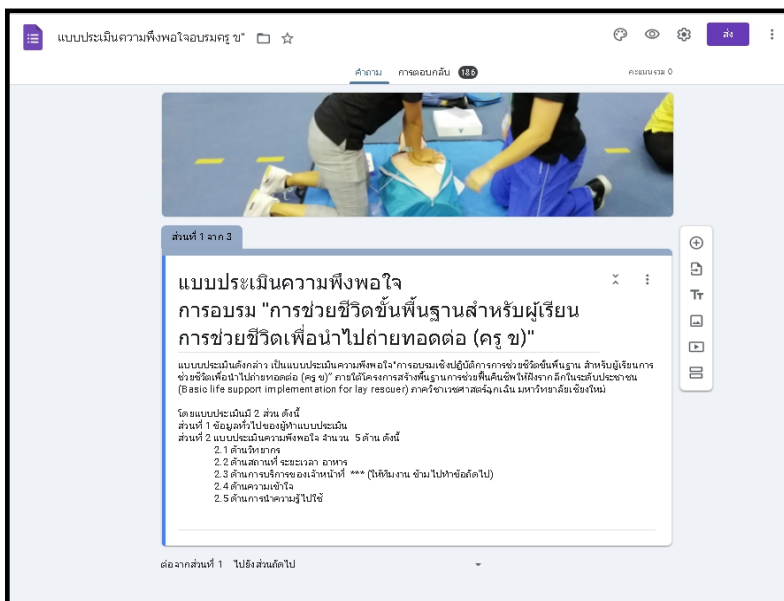 แบบประเมินความพึงพอใจอบรมครู ข"
ส่ง
คำถาม การตอบกลับ 186
คะแนนรวม 0
ส่วนที่ 1 จาก 3
แบบประเมินความพึงพอใจ
การอบรม "การช่วยชีวิตขั้นพื้นฐานสำหรับผู้เรียน
การช่วยชีวิตเพื่อนำไปถ่ายทอดต่อ (ครู ข)"
แบบบประเมินดังกล่าว เป็นแบบประเมินความพึงพอใจ"การอบรมเชิงปฏิบัติการการช่วยชีวิตขั้นพื้นฐาน สำหรับผู้เรียนการ
ช่วยชีวิตเพื่อนำไปถ่ายทอดต่อ (ครู ข)" ภายใต้โครงการสร้างพื้นฐานการช่วยฟื้นคืนชีพให้ฝังรากลึกในระดับประชาชน
(Basic life support implementation for lay rescuer) ภาควิชาเวชศาสตร์ฉุกเฉิน มหาวิทยาลัยเชียงใหม่
โดยแบบประเมินมี 2 ส่วน ดังนี้
ส่วนที่ 1 ข้อมูลทั่วไปของผู้ทำแบบประเมิน
ส่วนที่ 2 แบบประเมินความพึงพอใจ จำนวน 5 ด้าน ดังนี้
2.1 ด้านวิทยากร
2.2 ด้านสถานที่ ระยะเวลา อาหาร
2.3 ด้านการบริการของเจ้าหน้าที่ *** (ให้ทีมงาน ข้ามไปทำข้อถัดไป)
2.4 ด้านความเข้าใจ
2.5 ด้านการนำความรู้ไปใช้
ต่อจากส่วนที่ 1 ไปยังส่วนถัดไป